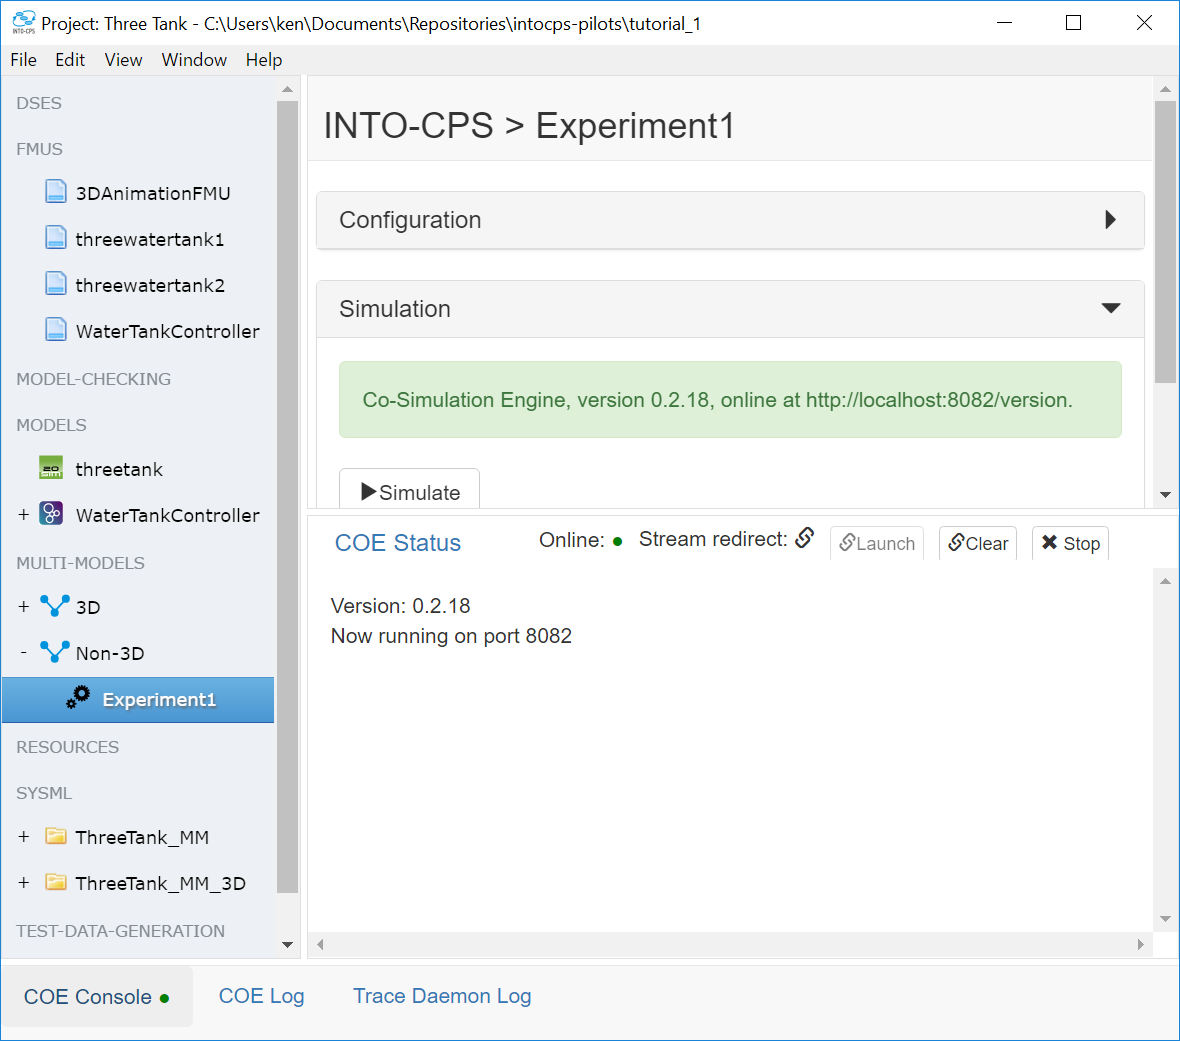 INTO-CPS
Project: Three Tank - C:\Users\ken\Documents\Repositories\intocps-pilots\tutorial_1
File Edit View Window Help
DSES
FMUS
3DAnimationFMU
threewatertank1
threewatertank2
WaterTankController
MODEL-CHECKING
MODELS
20
SIM
threetank
+ WaterTankController
MULTI-MODELS
+ 3D
- Non-3D
Experiment1
RESOURCES
SYSML
+ ThreeTank_MM
+ ThreeTank_MM_3D
TEST-DATA-GENERATION
INTO-CPS > Experiment1
Configuration
Simulation
Co-Simulation Engine, version 0.2.18, online at http://localhost:8082/version.
Simulate
COE Status Online: Stream redirect: Launch Clear Stop
Version: 0.2.18
Now running on port 8082
COE Console COE Log Trace Daemon Log